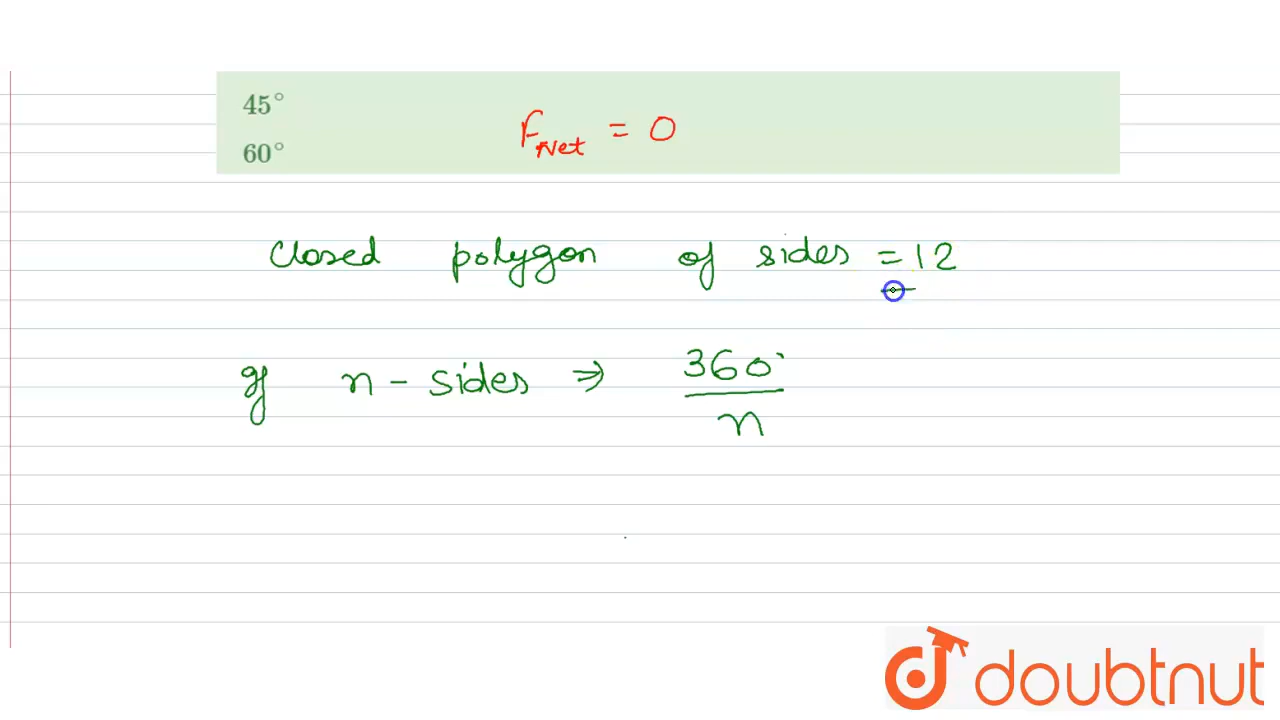 45°
F_Net = 0
60°
Closed polygon of sides = 12
If n - sides ⇒ 360° / n
doubtnut